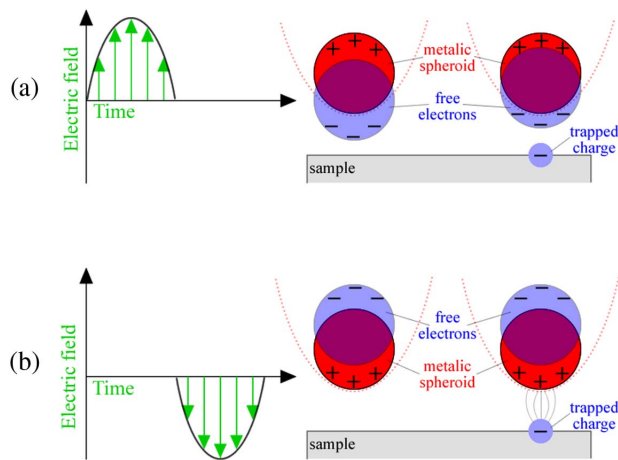 (a)
Electric field
Time
+ + +
metalic
spheroid
free
electrons
− − −
+ + +
− − −
trapped
charge
−
sample
(b)
Electric field
Time
− − −
free
electrons
metalic
spheroid
+ + +
− − −
+ + +
trapped
charge
−
sample